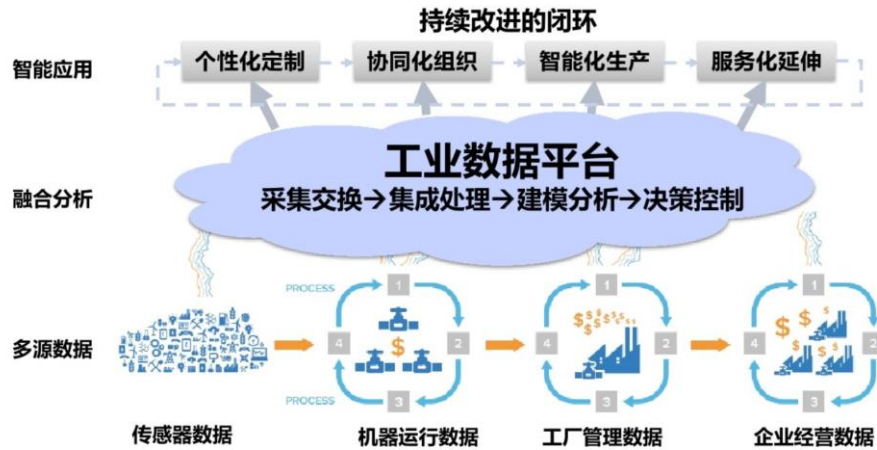 持续改进的闭环
智能应用
个性化定制
协同化组织
智能化生产
服务化延伸
工业数据平台
融合分析
采集交换→集成处理→建模分析→决策控制
多源数据
PROCESS
1
2
3
4
PROCESS
$
1
2
3
4
$ $ $ $ $ $ $ $ $
1
2
3
4
$ $ $ $ $ $
传感器数据
机器运行数据
工厂管理数据
企业经营数据